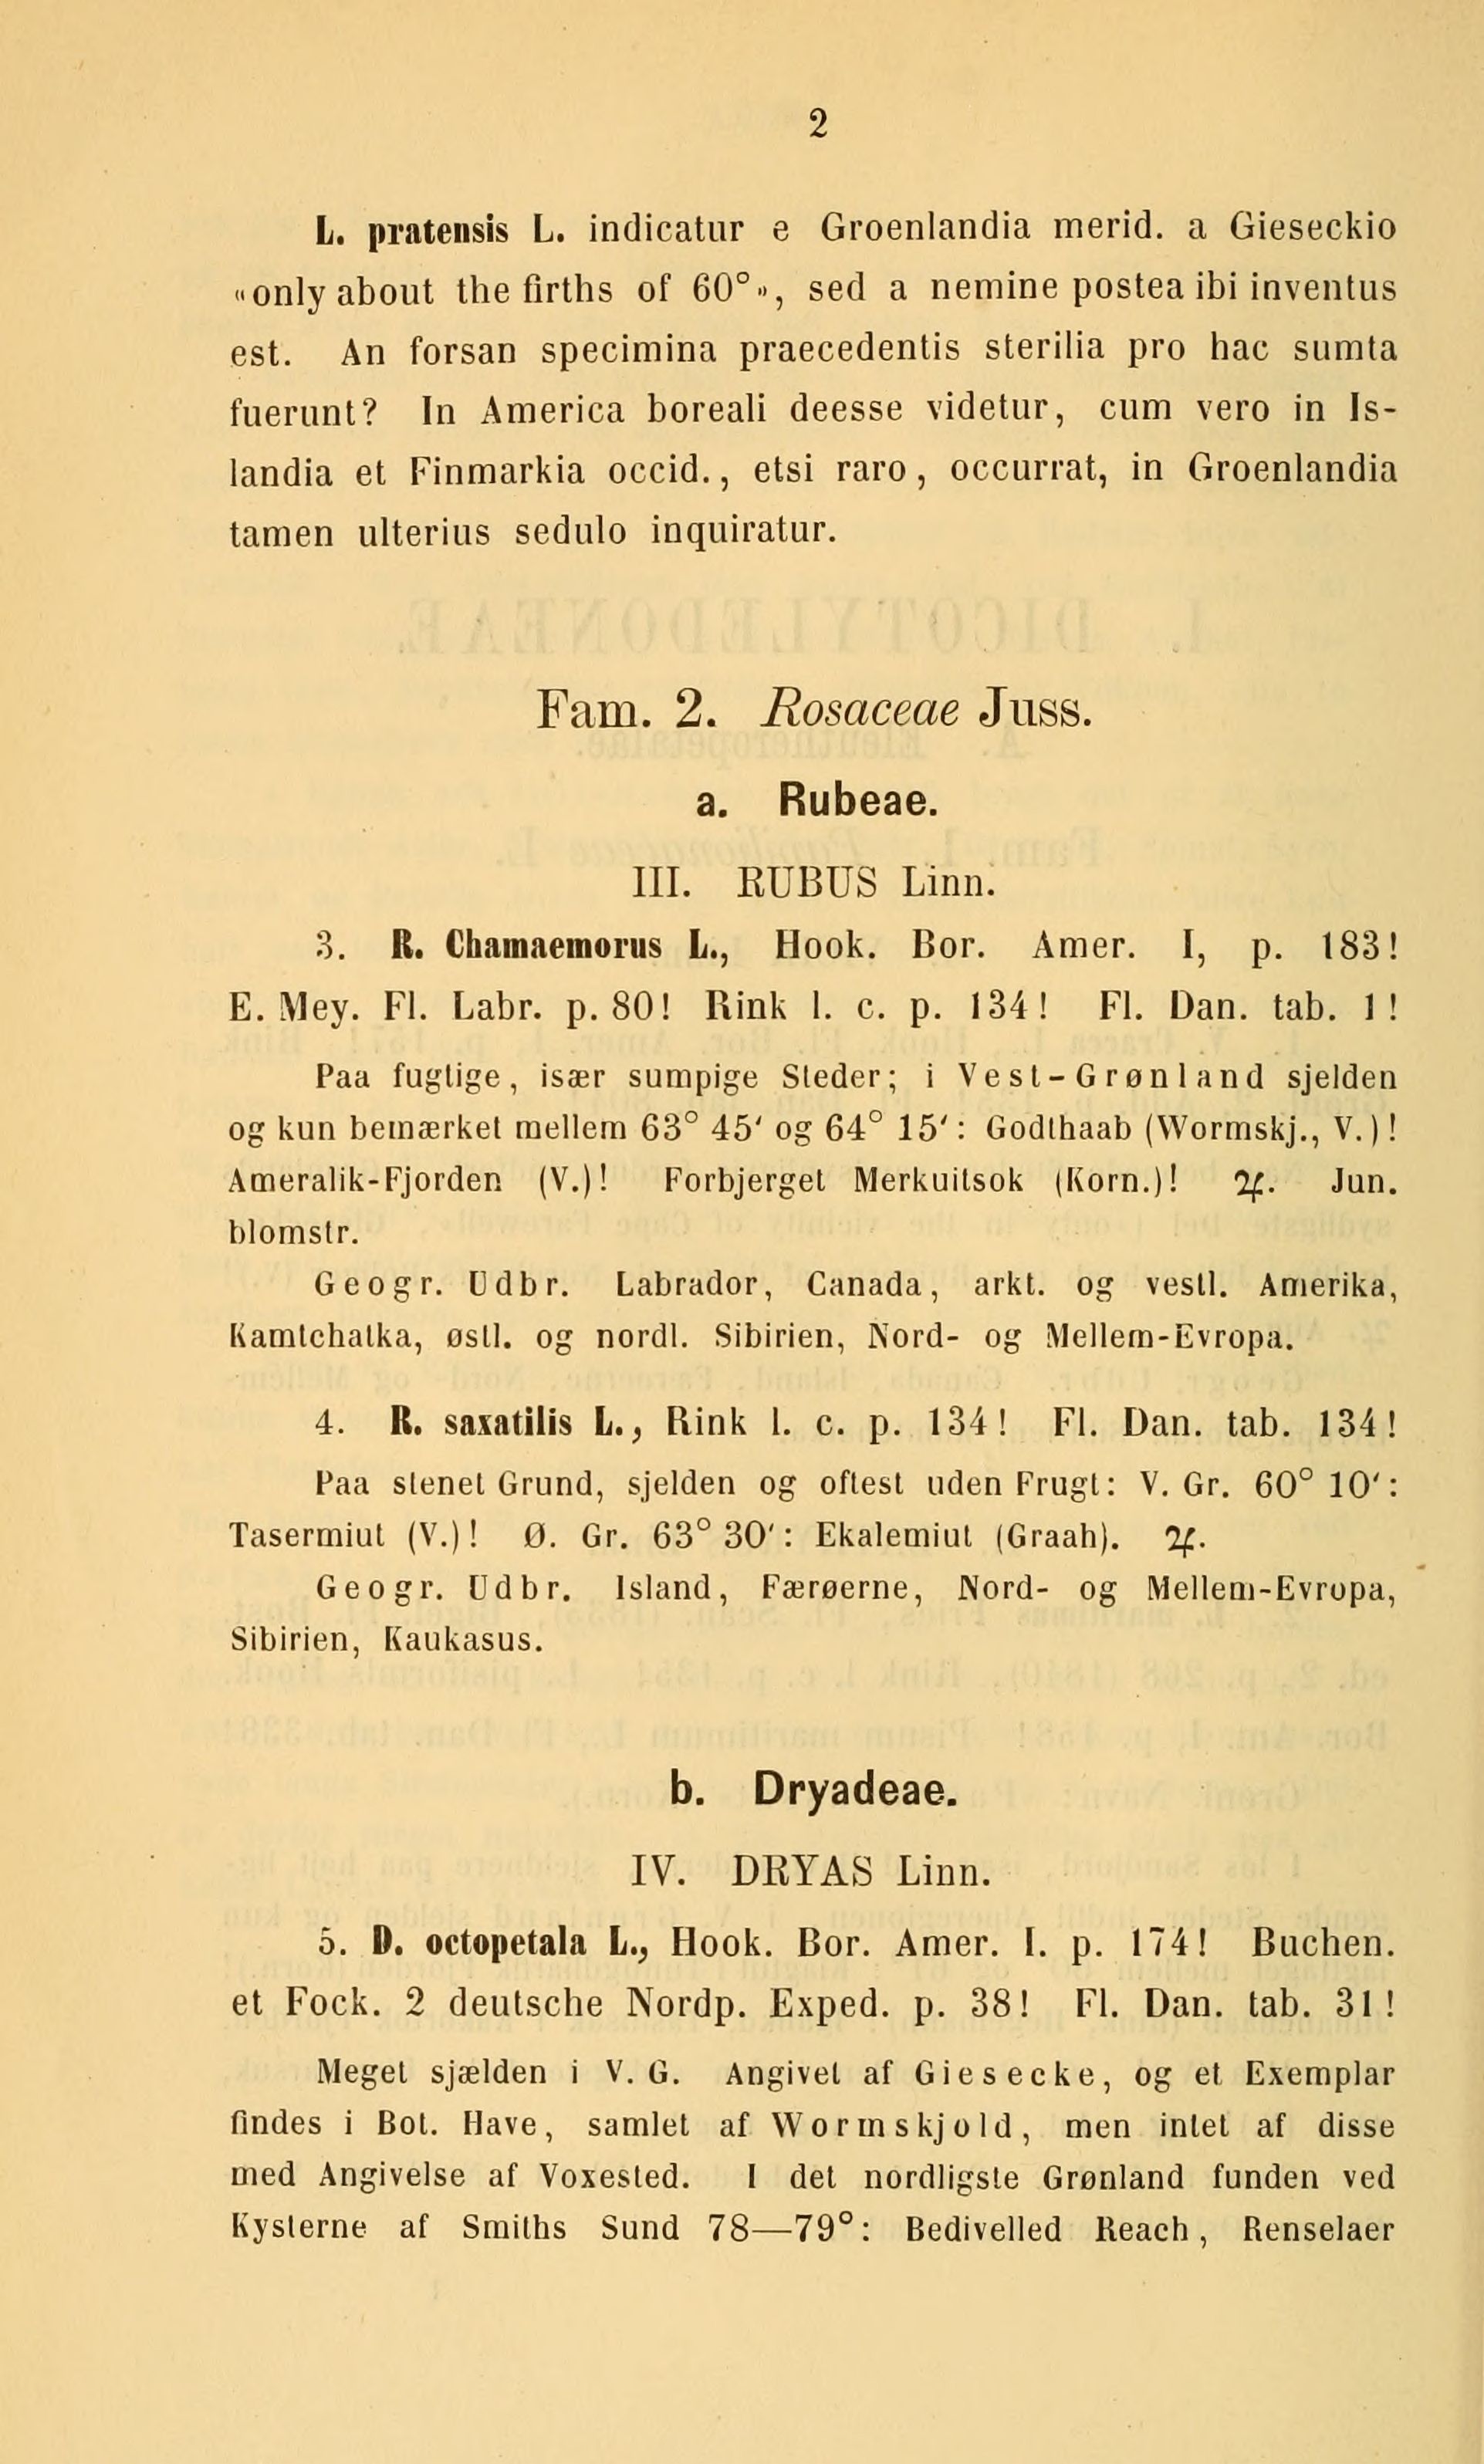 2
L. pratensis L. indicatur e Groenlandia merid. a Gieseckio
«only about the firths of 60°», sed a nemine postea ibi inventus
est. An forsan specimina praecedentis sterilia pro hac sumta
fuerunt? In America boreali deesse videtur, cum vero in Is-
landia et Finmarkia occid., etsi raro, occurrat, in Groenlandia
tamen ulterius sedulo inquiratur.
Fam. 2. Rosaceae Juss.
a. Rubeae.
III. RUBUS Linn.
3. R. Chamaemorus L., Hook. Bor. Amer. I, p. 183!
E. Mey. Fl. Labr. p. 80! Rink l. c. p. 134! Fl. Dan. tab. 1!
Paa fugtige, især sumpige Steder; i Vest-Grønland sjelden
og kun bemærket mellem 63° 45′ og 64° 15′: Godthaab (Wormskj., V.)!
Ameralik-Fjorden (V.)! Forbjerget Merkuitsok (Korn.)! ♃. Jun.
blomstr.
Geogr. Udbr. Labrador, Canada, arkt. og vestl. Amerika,
Kamtchatka, østl. og nordl. Sibirien, Nord- og Mellem-Evropa.
4. R. saxatilis L., Rink l. c. p. 134! Fl. Dan. tab. 134!
Paa stenet Grund, sjelden og oftest uden Frugt: V. Gr. 60° 10′:
Tasermiut (V.)! Ø. Gr. 63° 30′: Ekalemiut (Graah). ♃.
Geogr. Udbr. Island, Færøerne, Nord- og Mellem-Evropa,
Sibirien, Kaukasus.
b. Dryadeae.
IV. DRYAS Linn.
5. D. octopetala L., Hook. Bor. Amer. I. p. 174! Buchen.
et Fock. 2 deutsche Nordp. Exped. p. 38! Fl. Dan. tab. 31!
Meget sjælden i V. G. Angivet af Giesecke, og et Exemplar
findes i Bot. Have, samlet af Wormskjold, men intet af disse
med Angivelse af Voxested. I det nordligste Grønland funden ved
Kysterne af Smiths Sund 78—79°: Bedivelled Reach, Renselaer